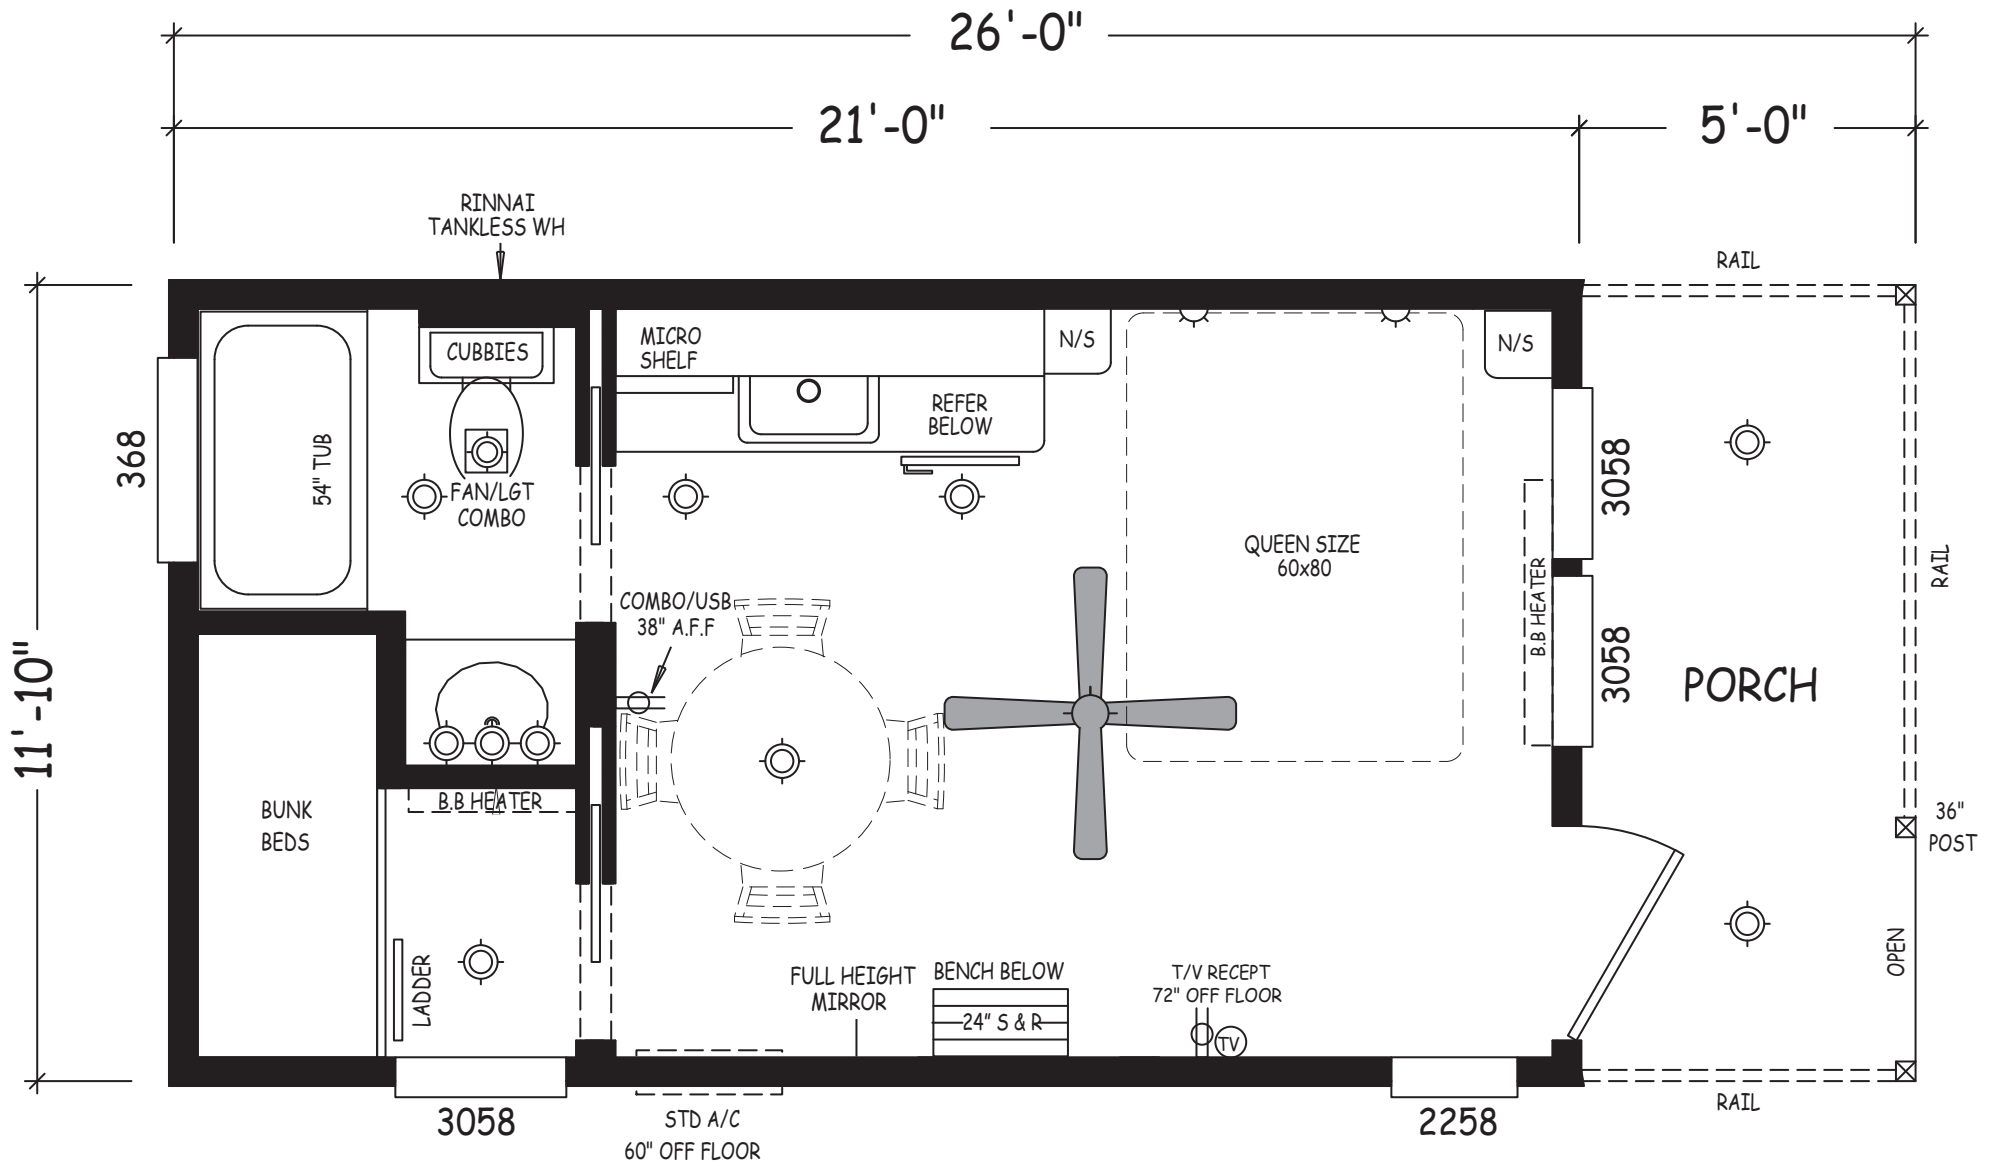 26'-0"
21'-0"
5'-0"
RINNAI
TANKLESS WH
RAIL
MICRO
SHELF
N/S
N/S
CUBBIES
REFER
BELOW
368
54" TUB
FAN/LGT
COMBO
3058
QUEEN SIZE
60x80
RAIL
B.B HEATER
COMBO/USB
38" A.F.F
3058
PORCH
11'-10"
B.B HEATER
BUNK
BEDS
36"
POST
LADDER
OPEN
FULL HEIGHT
MIRROR
BENCH BELOW
24" S & R
T/V RECEPT
72" OFF FLOOR
TV
3058
STD A/C
60" OFF FLOOR
2258
RAIL